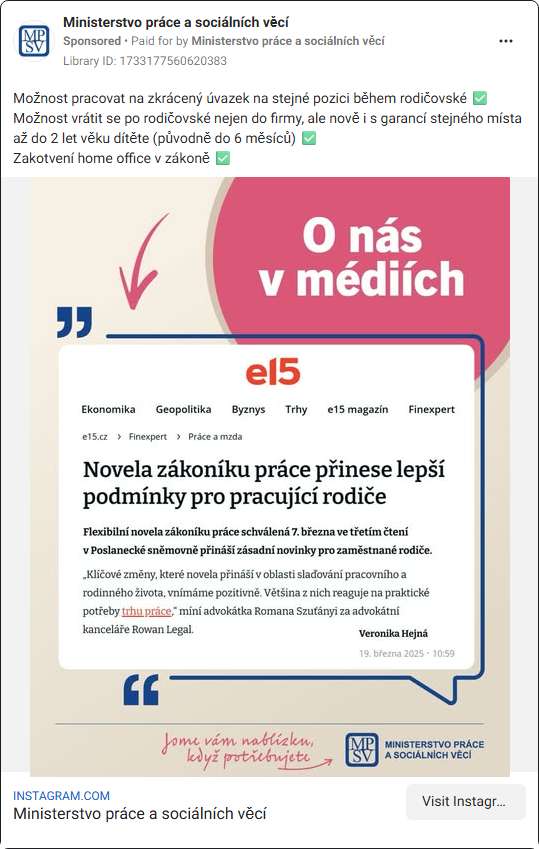 Ministerstvo práce a sociálních věcí
Sponsored • Paid for by Ministerstvo práce a sociálních věcí
Library ID: 1733177560620383
Možnost pracovat na zkrácený úvazek na stejné pozici během rodičovské ✅
Možnost vrátit se po rodičovské nejen do firmy, ale nově i s garancí stejného místa
až do 2 let věku dítěte (původně do 6 měsíců) ✅
Zakotvení home office v zákoně ✅
O nás
v médiích
e15
Ekonomika Geopolitika Byznys Trhy e15 magazín Finexpert
e15.cz > Finexpert > Práce a mzda
Novela zákoníku práce přinese lepší
podmínky pro pracující rodiče
Flexibilní novela zákoníku práce schválená 7. března ve třetím čtení
v Poslanecké sněmovně přináší zásadní novinky pro zaměstnané rodiče.
„Klíčové změny, které novela přináší v oblasti slaďování pracovního a
rodinného života, vnímáme pozitivně. Většina z nich reaguje na praktické
potřeby trhu práce,“ míní advokátka Romana Szuťányi za advokátní
kanceláře Rowan Legal.
Veronika Hejná
19. března 2025 • 10:59
Jsme vám nablízku,
když potřebujete
MP
SV
MINISTERSTVO PRÁCE
A SOCIÁLNÍCH VĚCÍ
INSTAGRAM.COM
Ministerstvo práce a sociálních věcí
Visit Instagr...